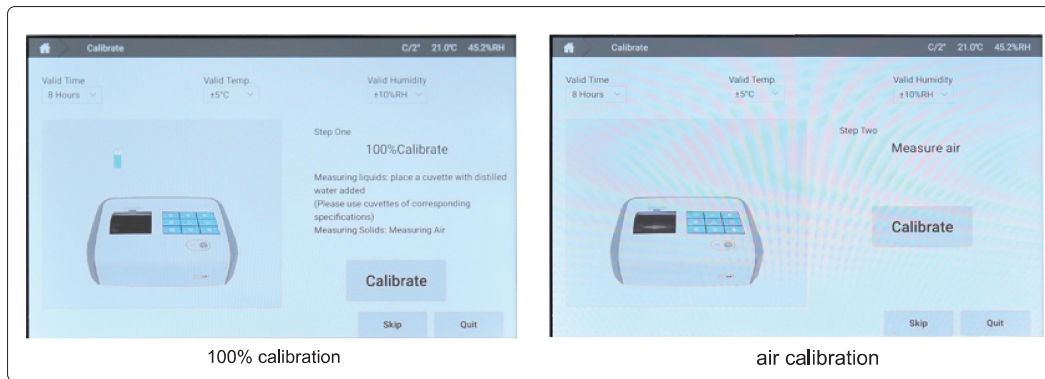 Calibrate C/2° 21.0°C 45.2%RH
Valid Time Valid Temp. Valid Humidity
8 Hours ±5°C ±10%RH
Step One
100%Calibrate
Measuring liquids: place a cuvette with distilled
water added
(Please use cuvettes of corresponding
specifications)
Measuring Solids: Measuring Air
Calibrate
Skip Quit
100% calibration
Calibrate C/2° 21.0°C 45.2%RH
Valid Time Valid Temp. Valid Humidity
8 Hours ±5°C ±10%RH
Step Two
Measure air
Calibrate
Skip Quit
air calibration